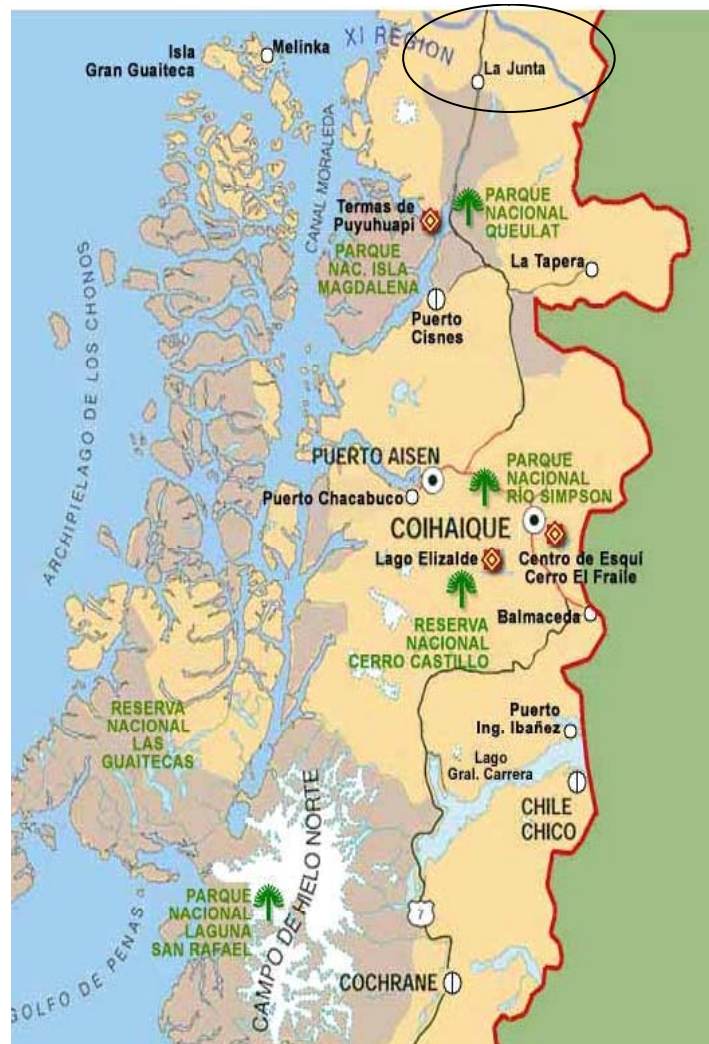 XI REGION
Isla
Gran Guaiteca
Melinka
La Junta
CANAL MORALEDA
Termas de
Puyuhuapi
PARQUE
NACIONAL
QUEULAT
PARQUE
NAC. ISLA
MAGDALENA
La Tapera
Puerto
Cisnes
ARCHIPIELAGO DE LOS CHONOS
PUERTO AISEN
PARQUE
NACIONAL
RÍO SIMPSON
Puerto Chacabuco
COIHAIQUE
Lago Elizalde
Centro de Esquí
Cerro El Fraile
RESERVA
NACIONAL
CERRO CASTILLO
Balmaceda
RESERVA
NACIONAL
LAS
GUAITECAS
Puerto
Ing. Ibañez
Lago
Gral. Carrera
CHILE
CHICO
CAMPO DE HIELO NORTE
PARQUE
NACIONAL
LAGUNA
SAN RAFAEL
7
GOLFO DE PENAS
COCHRANE